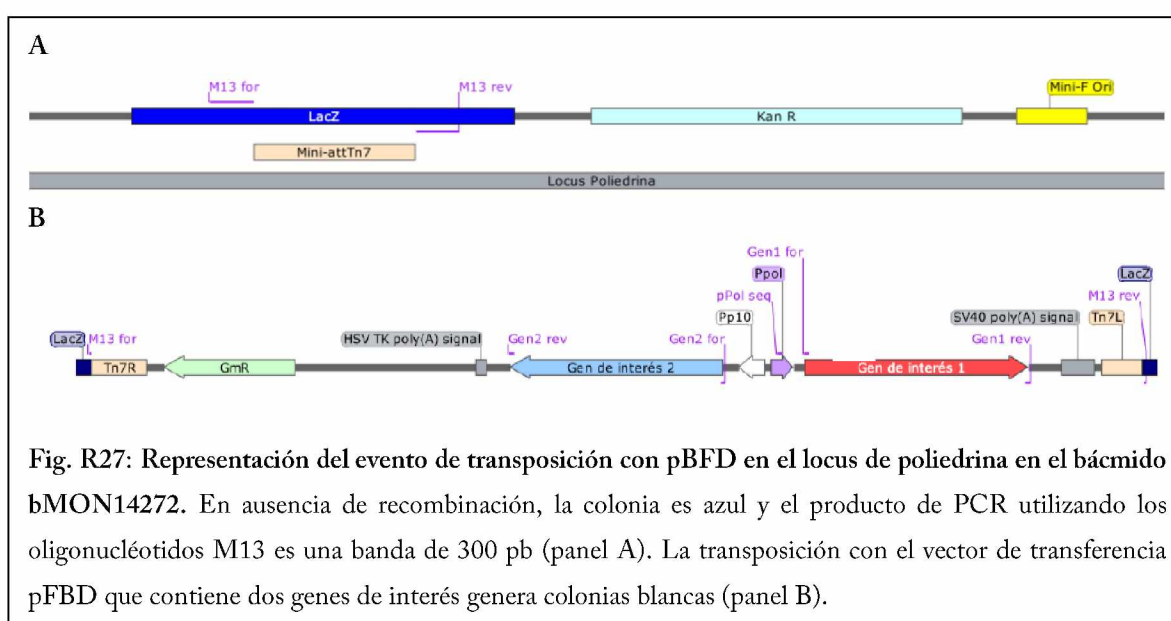 A
M13 for
M13 rev
Mini-F Ori
LacZ
Kan R
Mini-attTn7
Locus Poliedrina
B
Gen1 for
Ppol
LacZ
pPol seq
M13 rev
Pp10
SV40 poly(A) signal
Tn7L
LacZ
M13 for
HSV TK poly(A) signal
Gen2 rev
Gen2 for
Gen1 rev
Tn7R
GmR
Gen de interés 2
Gen de interés 1
Fig. R27: Representación del evento de transposición con pBFD en el locus de poliedrina en el bácmido
bMON14272. En ausencia de recombinación, la colonia es azul y el producto de PCR utilizando los
oligonucléotidos M13 es una banda de 300 pb (panel A). La transposición con el vector de transferencia
pFBD que contiene dos genes de interés genera colonias blancas (panel B).